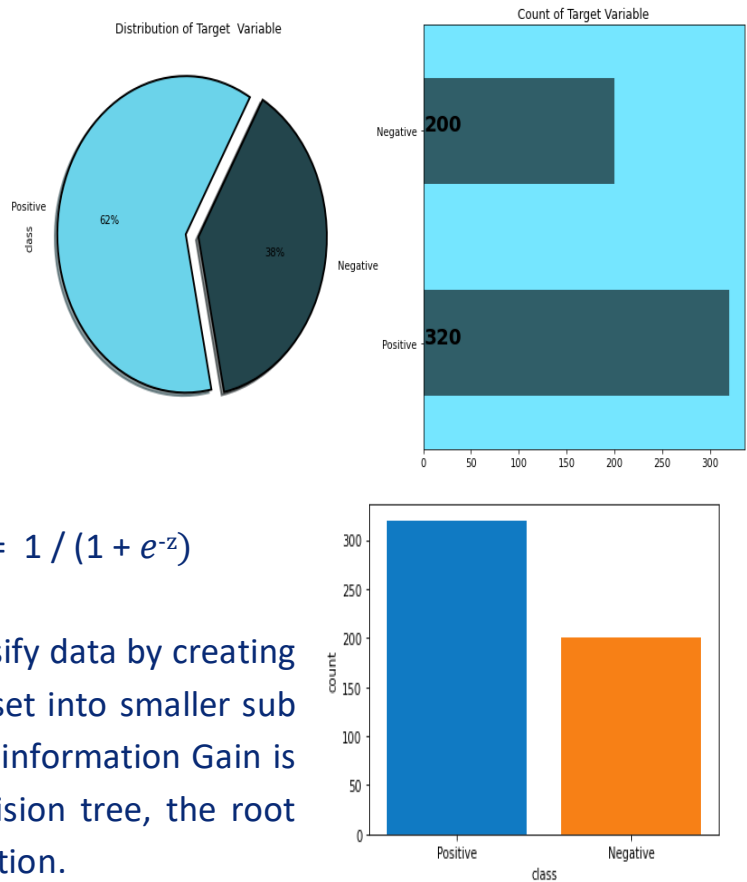 Distribution of Target Variable
Positive
class
62%
38%
Negative
Count of Target Variable
Negative
200
Positive
320
0 50 100 150 200 250 300
= 1 / (1 + e-z)
sify data by creating
set into smaller sub
information Gain is
ision tree, the root
tion.
300
250
200
150
100
50
0
count
Positive Negative
class